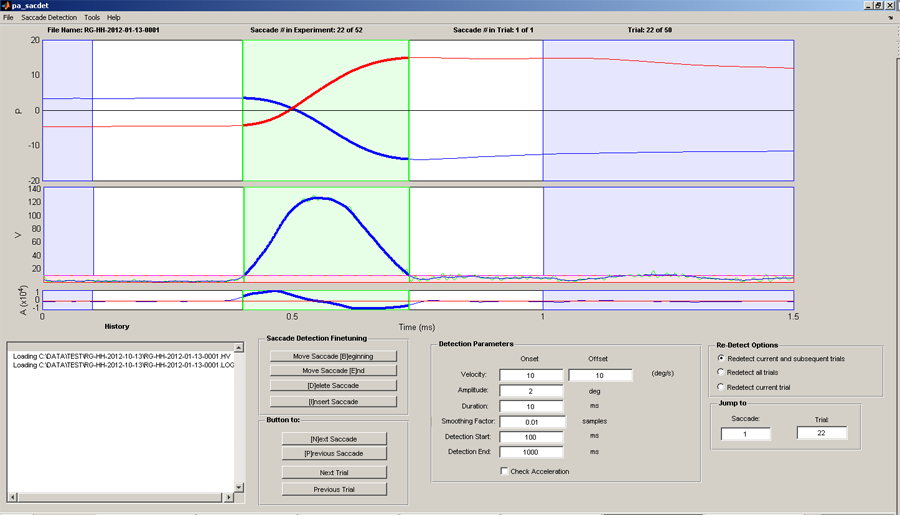 pa_sacdet
File Saccade Detection Tools Help
File Name: RG-HH-2012-01-13-0001 Saccade # in Experiment: 22 of 52 Saccade # in Trial: 1 of 1 Trial: 22 of 50
20
10
0
-10
-20
P
140
120
100
80
60
40
20
V
1
0
-1
A (x10⁴)
0 0.5 1 1.5
Time (ms)
History
Loading C:\DATA\TEST\RG-HH-2012-10-13\RG-HH-2012-01-13-0001.HV
Loading C:\DATA\TEST\RG-HH-2012-10-13\RG-HH-2012-01-13-0001.LOG
Saccade Detection Finetuning
Move Saccade [B]eginning
Move Saccade [E]nd
[D]elete Saccade
[I]nsert Saccade
Button to:
[N]ext Saccade
[P]revious Saccade
Next Trial
Previous Trial
Detection Parameters
Onset Offset
Velocity: 10 10 (deg/s)
Amplitude: 2 deg
Duration: 10 ms
Smoothing Factor: 0.01 samples
Detection Start: 100 ms
Detection End: 1000 ms
Check Acceleration
Re-Detect Options
Redetect current and subsequent trials
Redetect all trials
Redetect current trial
Jump to
Saccade: Trial:
1 22